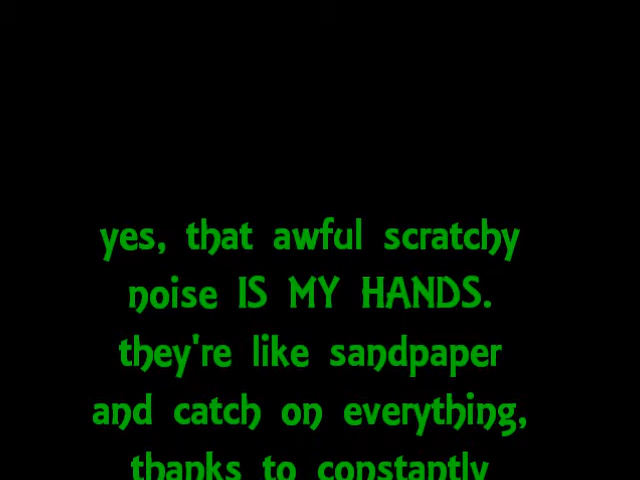 yes, that awful scratchy
noise IS MY HANDS.
they're like sandpaper
and catch on everything,
thanks to constantly